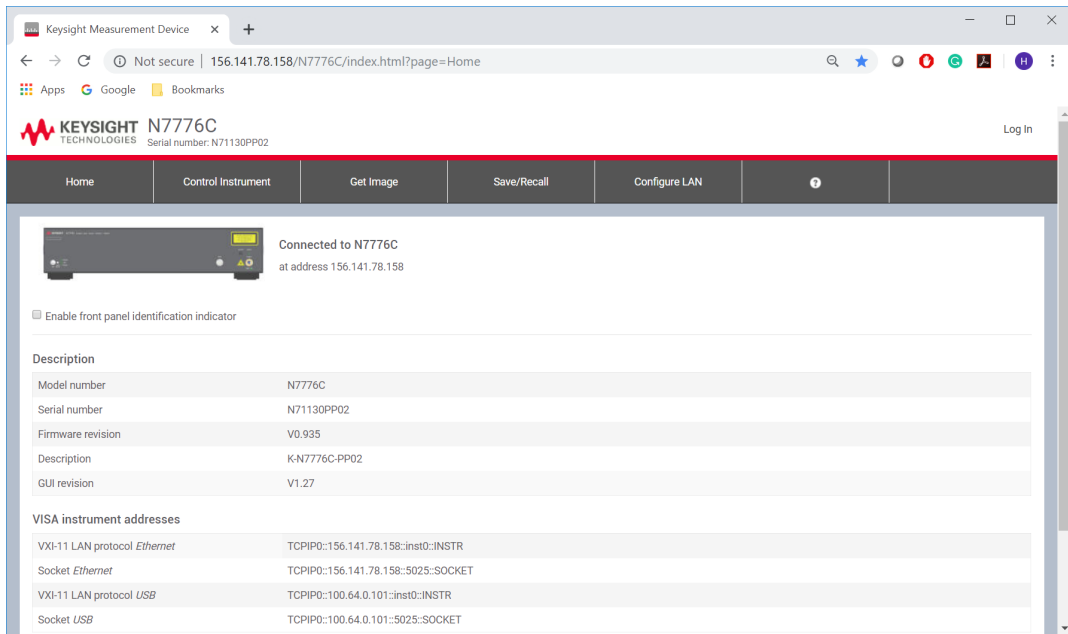 Keysight Measurement Device
Not secure | 156.141.78.158/N7776C/index.html?page=Home
H
Apps Google Bookmarks
KEYSIGHT TECHNOLOGIES N7776C
Serial number: N71130PP02
Log In
Home Control Instrument Get Image Save/Recall Configure LAN ?
Connected to N7776C
at address 156.141.78.158
Enable front panel identification indicator
Description
Model number N7776C
Serial number N71130PP02
Firmware revision V0.935
Description K-N7776C-PP02
GUI revision V1.27
VISA instrument addresses
VXI-11 LAN protocol Ethernet TCPIP0::156.141.78.158::inst0::INSTR
Socket Ethernet TCPIP0::156.141.78.158::5025::SOCKET
VXI-11 LAN protocol USB TCPIP0::100.64.0.101::inst0::INSTR
Socket USB TCPIP0::100.64.0.101::5025::SOCKET